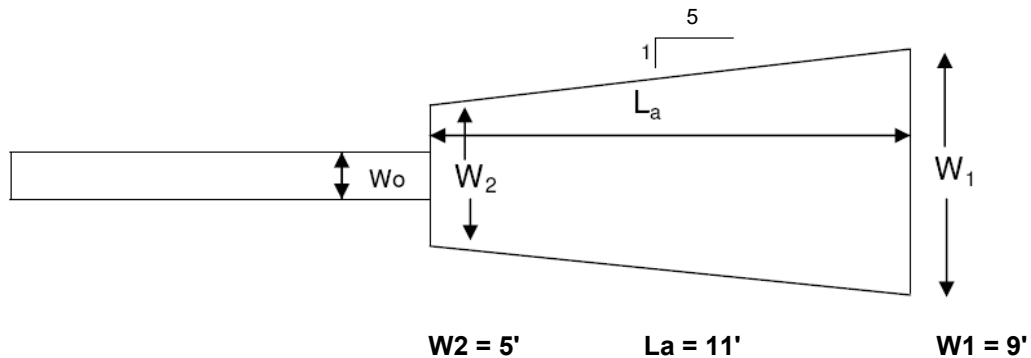 5
1
La
Wo
W2
W1
W2 = 5'
La = 11'
W1 = 9'